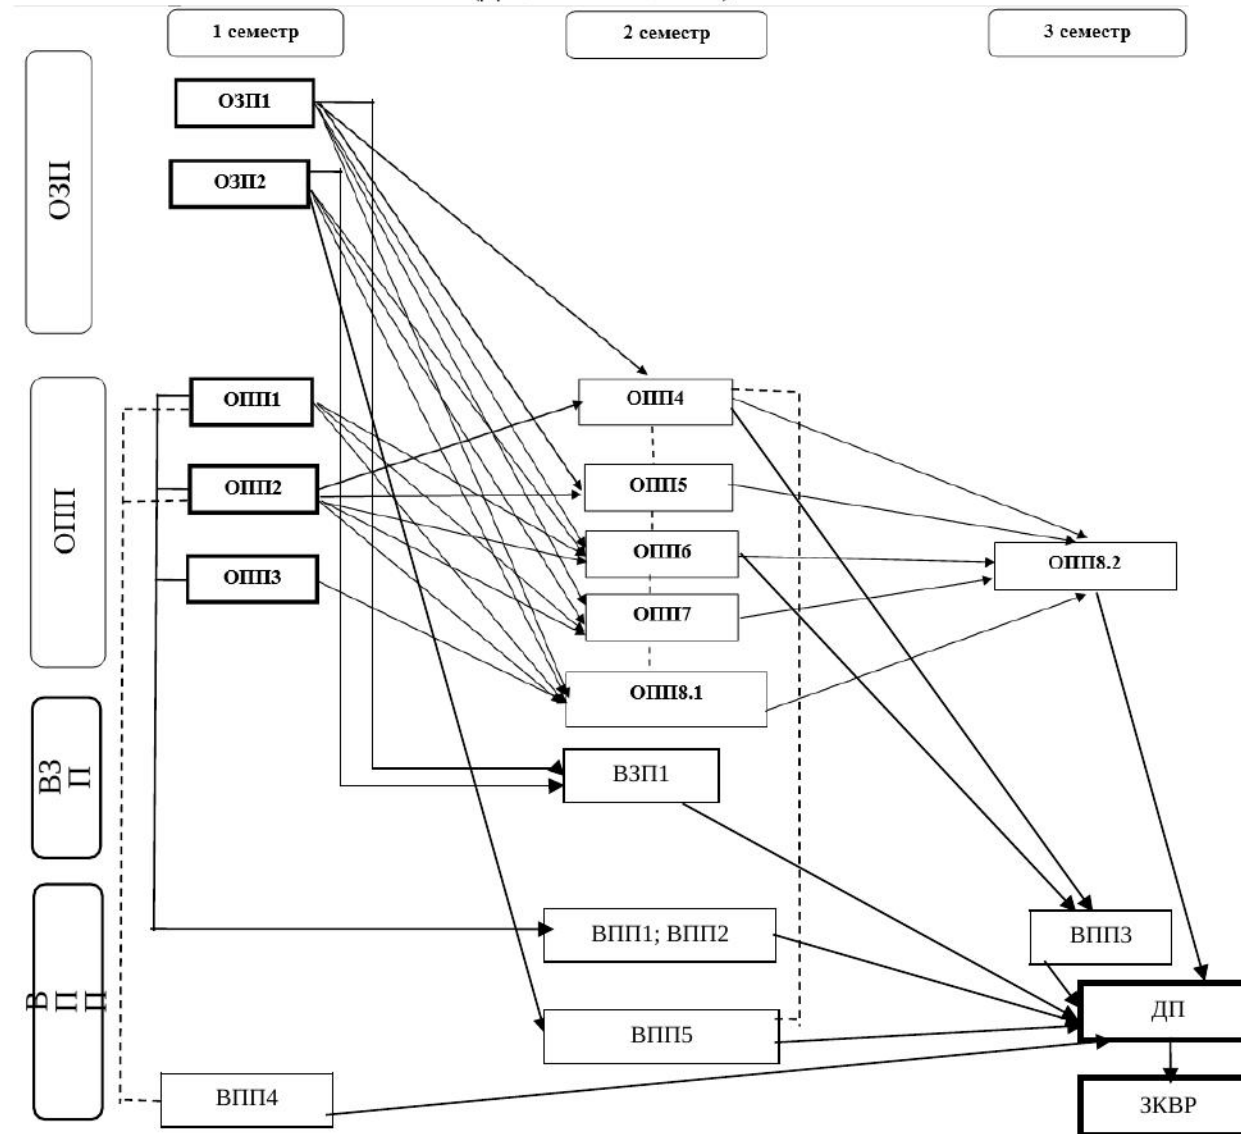 1 семестр
2 семестр
3 семестр
ОЗП
ОЗП1
ОЗП2
ОПП
ОПП1
ОПП4
ОПП2
ОПП5
ОПП6
ОПП8.2
ОПП3
ОПП7
ОПП8.1
ВЗ
П
ВЗП1
В
П
П
ВПП1; ВПП2
ВПП3
ДП
ВПП5
ВПП4
ЗКВР